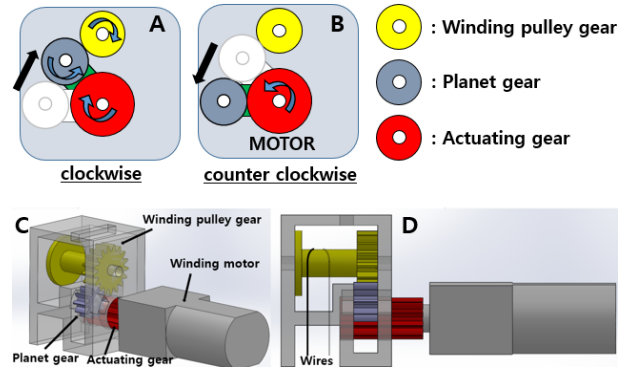 A
B
MOTOR
clockwise
counter clockwise
: Winding pulley gear
: Planet gear
: Actuating gear
C
Winding pulley gear
Winding motor
Planet gear
Actuating gear
D
Wires